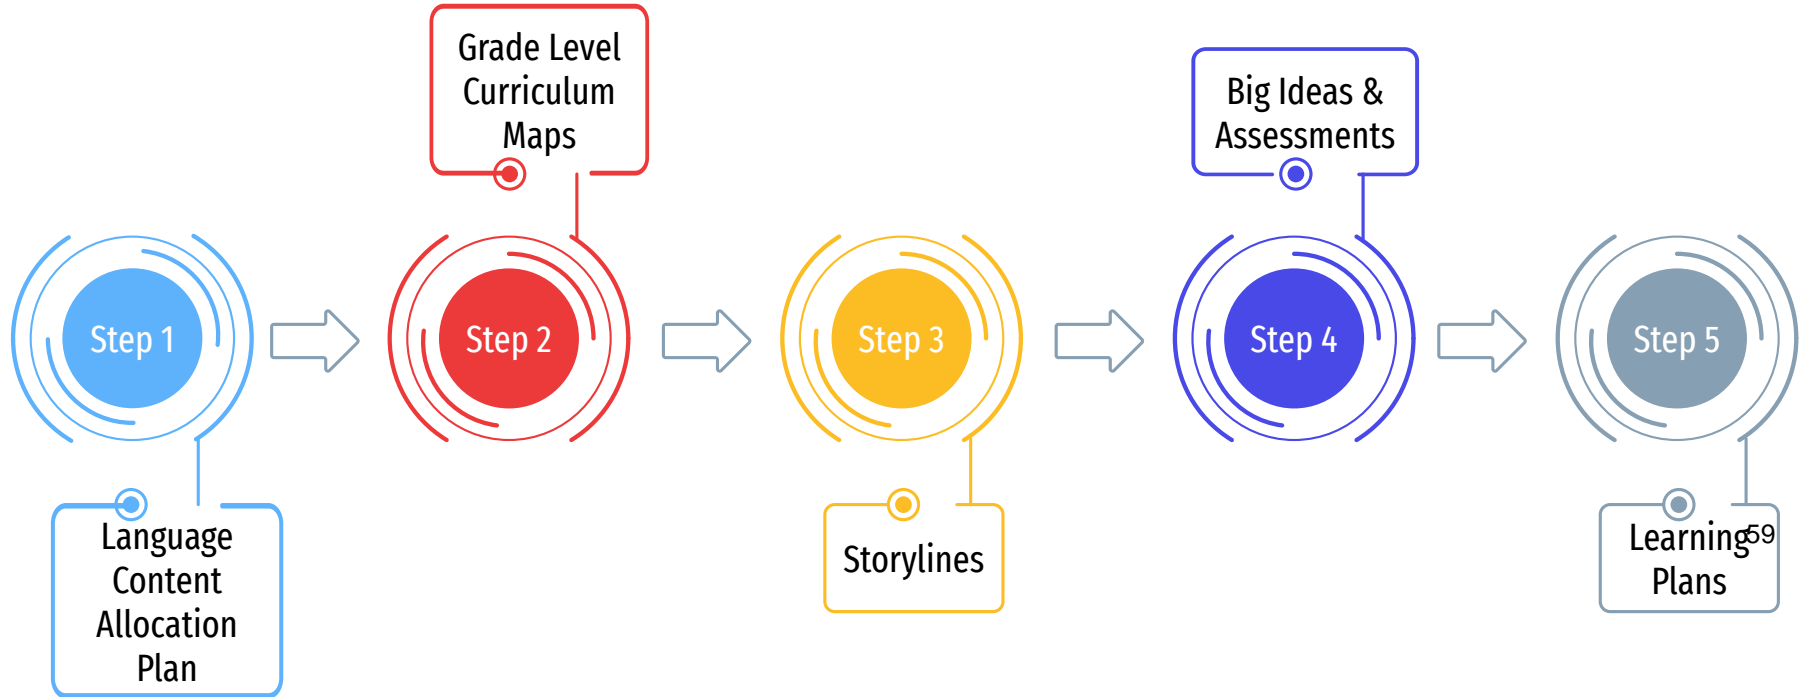 Grade Level
Curriculum
Maps
Big Ideas &
Assessments
Step 1
Step 2
Step 3
Step 4
Step 5
Language
Content
Allocation
Plan
Storylines
Learning
Plans
59